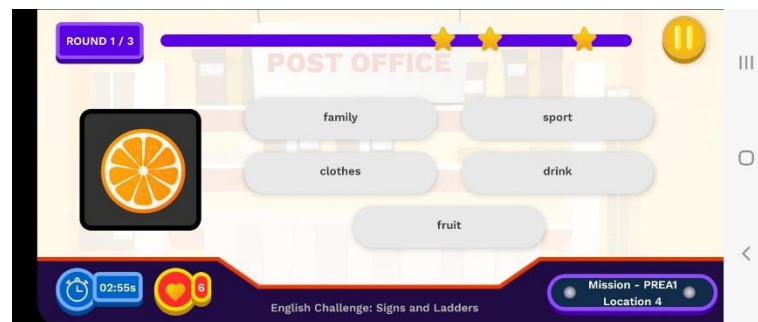 ROUND 1 / 3
POST OFFICE
family
sport
clothes
drink
fruit
02:55s
6
English Challenge: Signs and Ladders
Mission - PREA1
Location 4